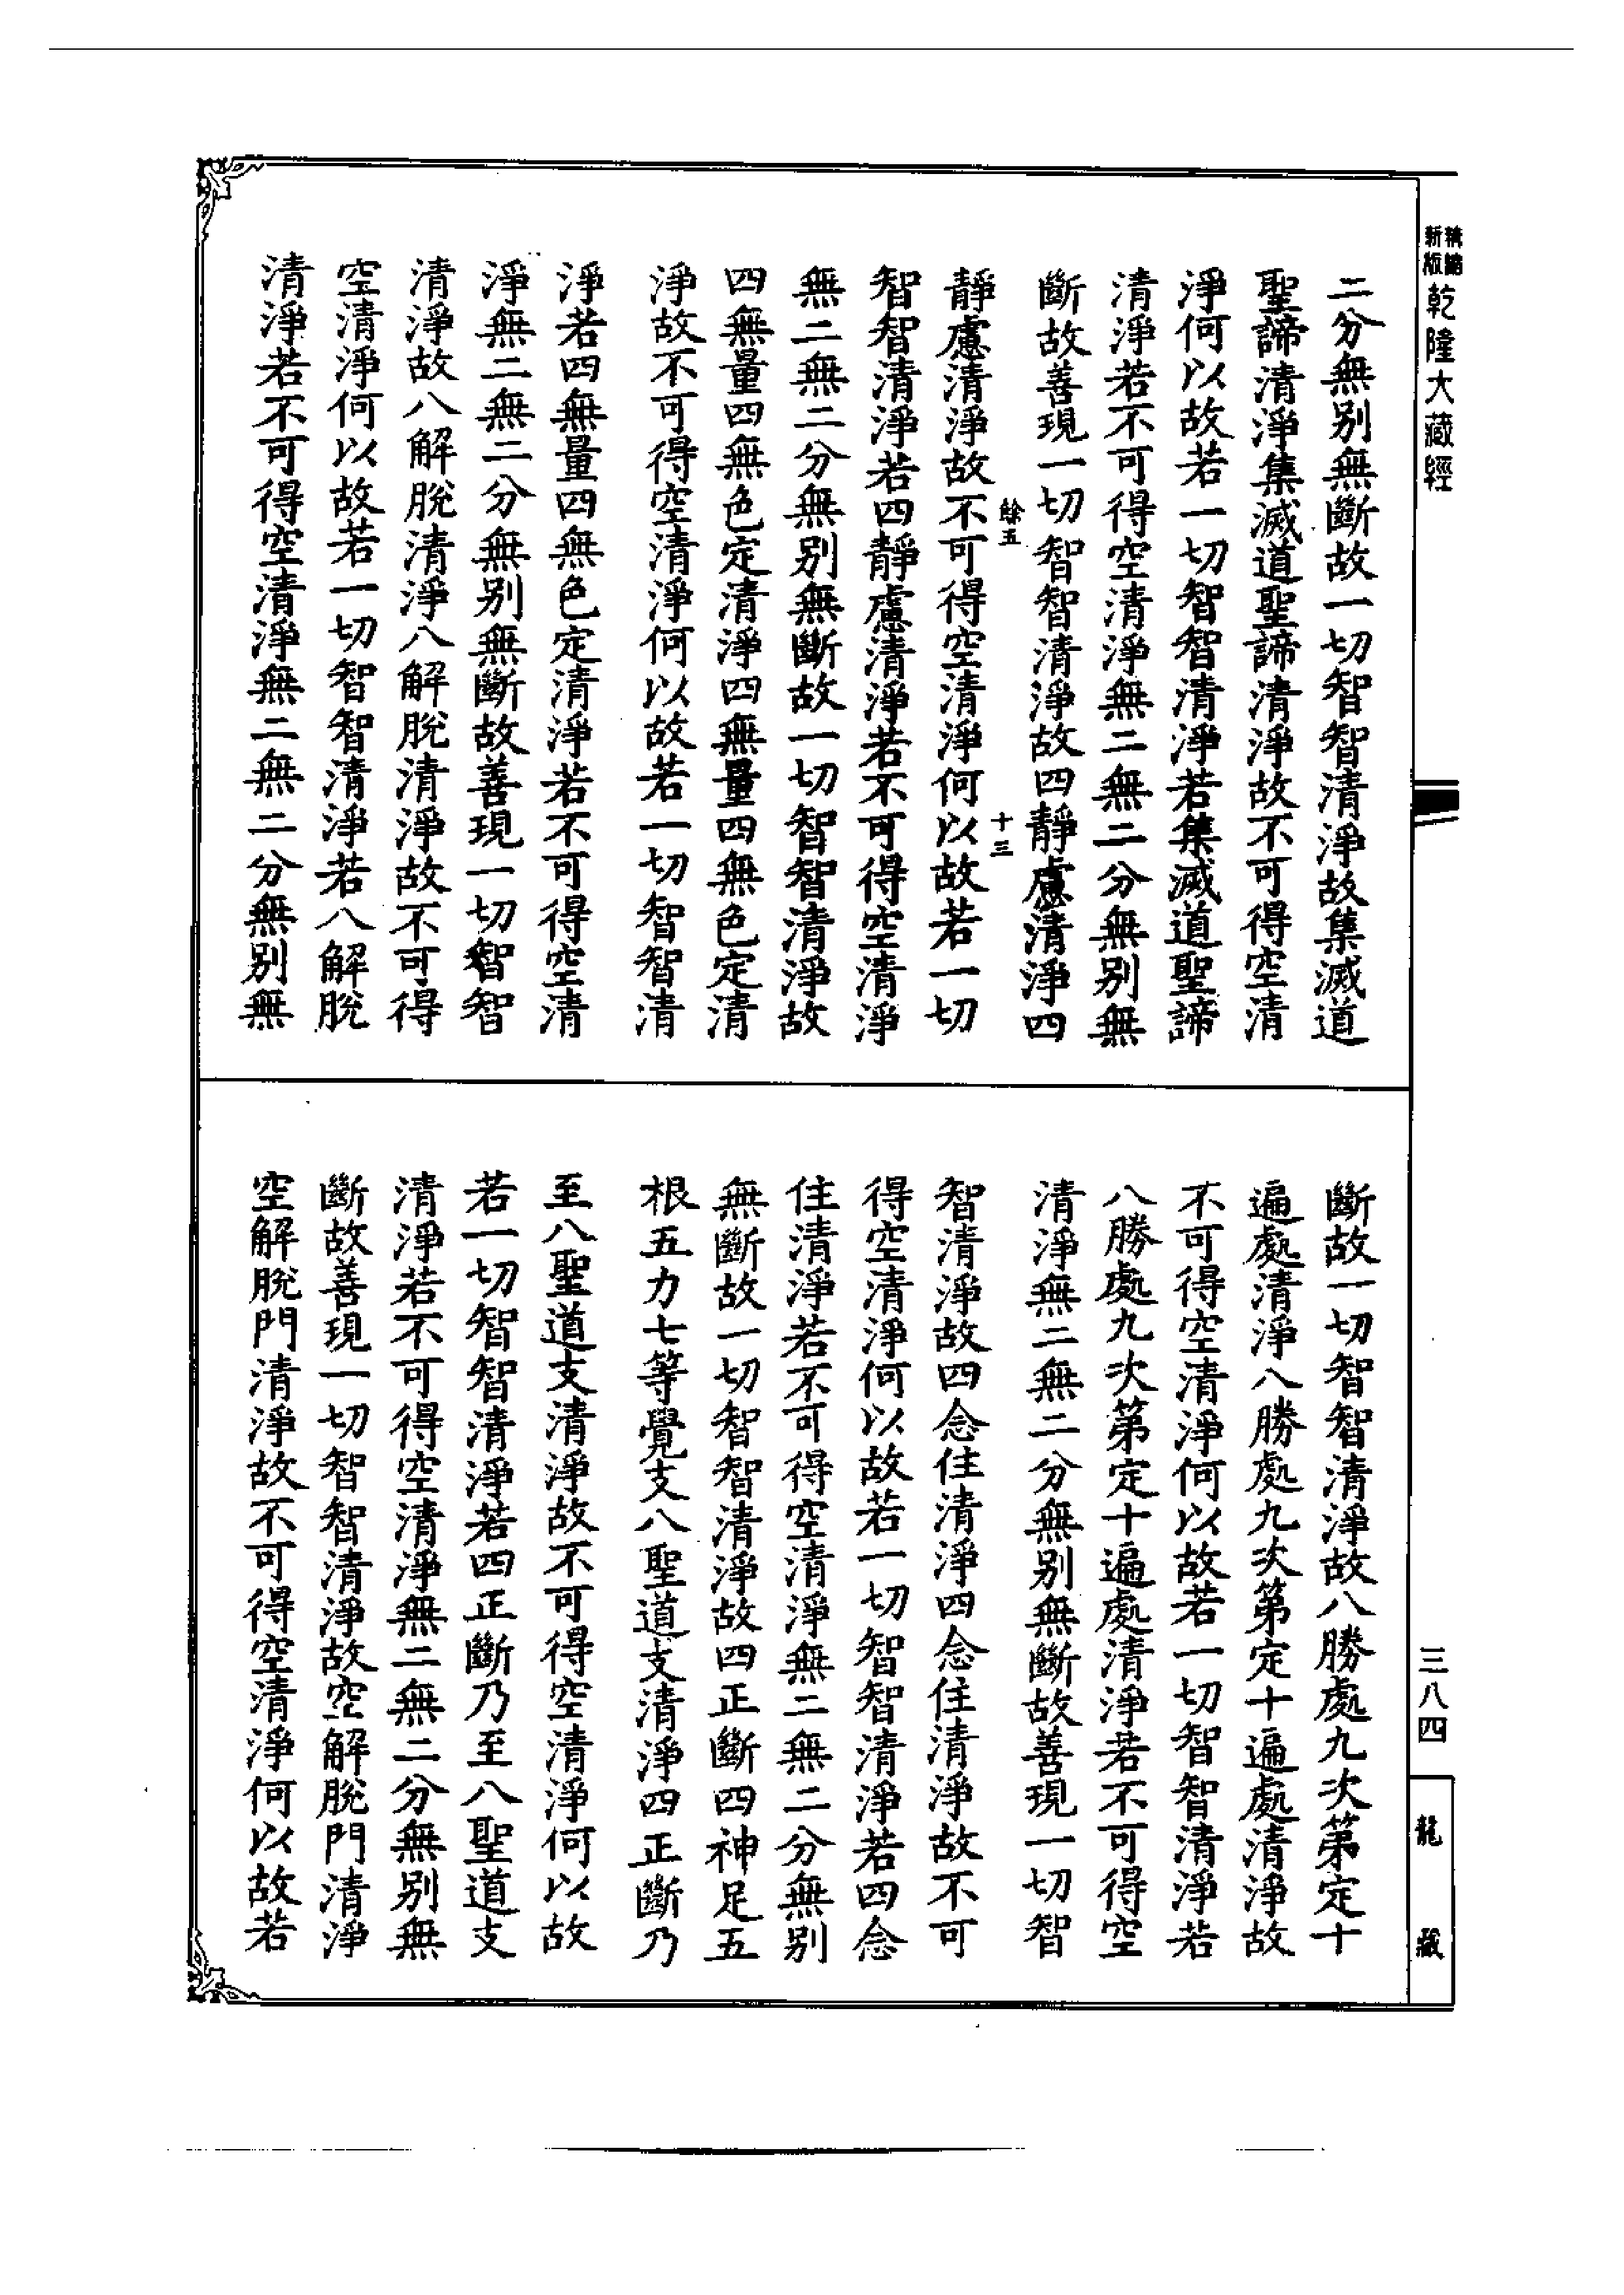 精縮
新版
乾隆大藏經
二分無别無斷故一切智智清淨故集滅道
聖諦清淨集滅道聖諦清淨故不可得空清
淨何以故若一切智智清淨若集滅道聖諦
清淨若不可得空清淨無二無二分無别無
斷故善現一切智智清淨故四靜慮清淨四
餘五
十三
靜慮清淨故不可得空清淨何以故若一切
智智清淨若四靜慮清淨若不可得空清淨
無二無二分無别無斷故一切智智清淨故
四無量四無色定清淨四無量四無色定清
淨故不可得空清淨何以故若一切智智清
淨若四無量四無色定清淨若不可得空清
淨無二無二分無别無斷故善現一切智智
清淨故八解脫清淨八解脫清淨故不可得
空清淨何以故若一切智智清淨若八解脫
清淨若不可得空清淨無二無二分無别無
斷故一切智智清淨故八勝處九次第定十
遍處清淨八勝處九次第定十遍處清淨故
不可得空清淨何以故若一切智智清淨若
八勝處九次第定十遍處清淨若不可得空
清淨無二無二分無别無斷故善現一切智
智清淨故四念住清淨四念住清淨故不可
得空清淨何以故若一切智智清淨若四念
住清淨若不可得空清淨無二無二分無别
無斷故一切智智清淨故四正斷四神足五
根五力七等覺支八聖道支清淨四正斷乃
至八聖道支清淨故不可得空清淨何以故
若一切智智清淨若四正斷乃至八聖道支
清淨若不可得空清淨無二無二分無别無
斷故善現一切智智清淨故空解脫門清淨
空解脫門清淨故不可得空清淨何以故若
三八四
龍藏